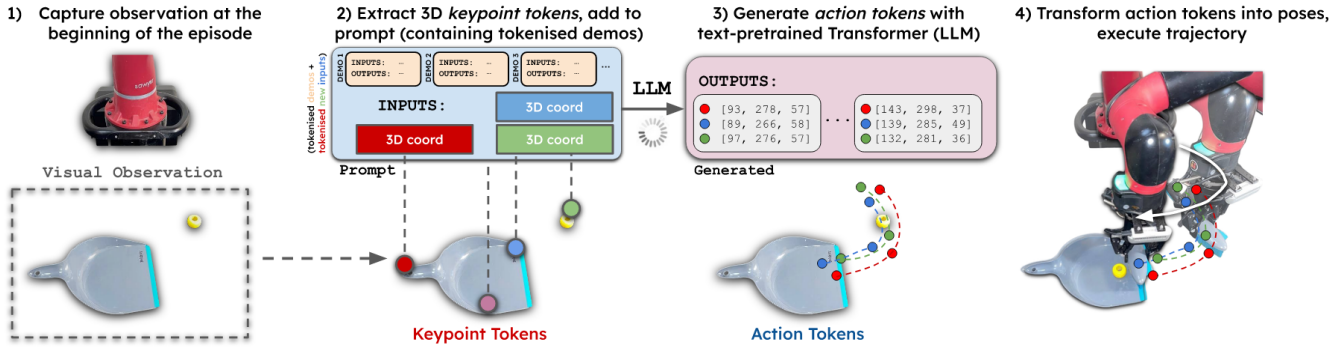 1) Capture observation at the
beginning of the episode
Visual Observation
2) Extract 3D keypoint tokens, add to
prompt (containing tokenised demos)
(tokenised demos +
tokenised new inputs)
DEMO 1
INPUTS: …
OUTPUTS: …
DEMO 2
INPUTS: …
OUTPUTS: …
DEMO 3
INPUTS: …
OUTPUTS: …
...
INPUTS:
3D coord
3D coord
3D coord
Prompt
Keypoint Tokens
LLM
3) Generate action tokens with
text-pretrained Transformer (LLM)
OUTPUTS:
[93, 278, 57]
[89, 266, 58]
[97, 276, 57]
...
[143, 298, 37]
[139, 285, 49]
[132, 281, 36]
Generated
Action Tokens
4) Transform action tokens into poses,
execute trajectory